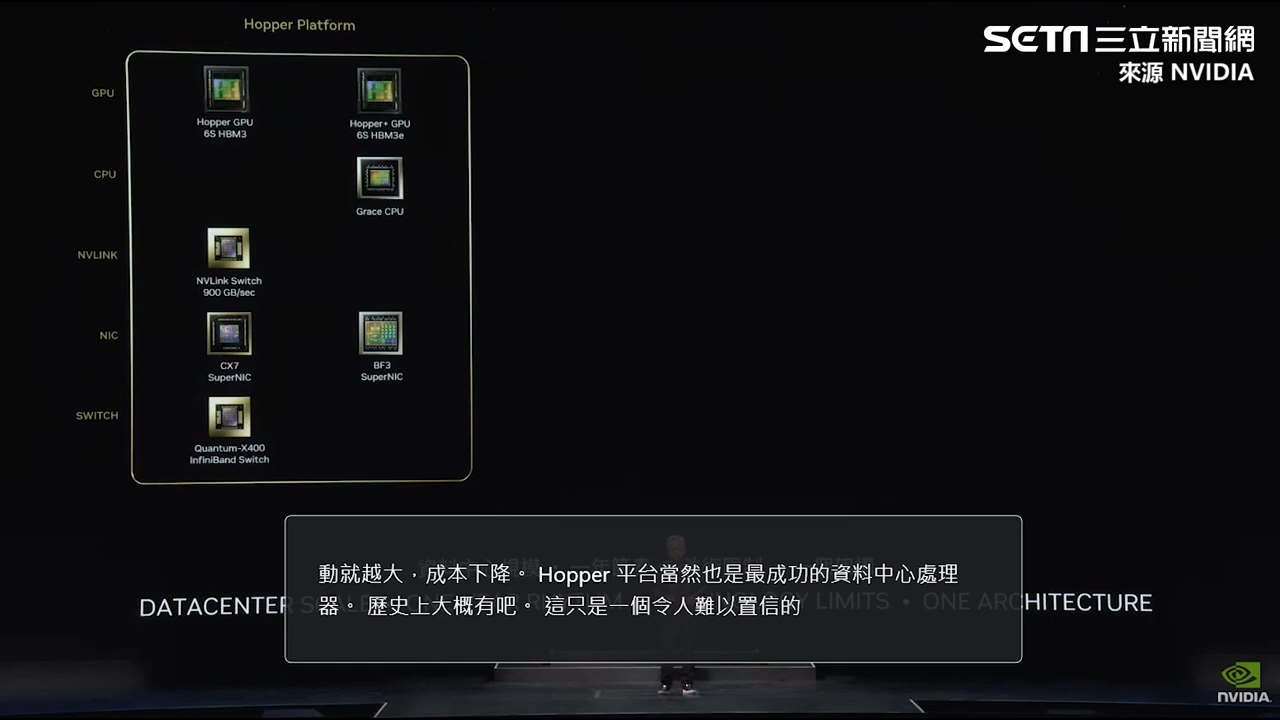 Hopper Platform
SETN三立新聞網
來源 NVIDIA
GPU
Hopper GPU
6S HBM3
Hopper+ GPU
6S HBM3e
CPU
Grace CPU
NVLINK
NVLink Switch
900 GB/sec
NIC
CX7
SuperNIC
BF3
SuperNIC
SWITCH
Quantum-X400
InfiniBand Switch
動就越大，成本下降。 Hopper 平台當然也是最成功的資料中心處理
器。 歷史上大概有吧。 這只是一個令人難以置信的
DATACENTER LIMITS • ONE ARCHITECTURE
NVIDIA